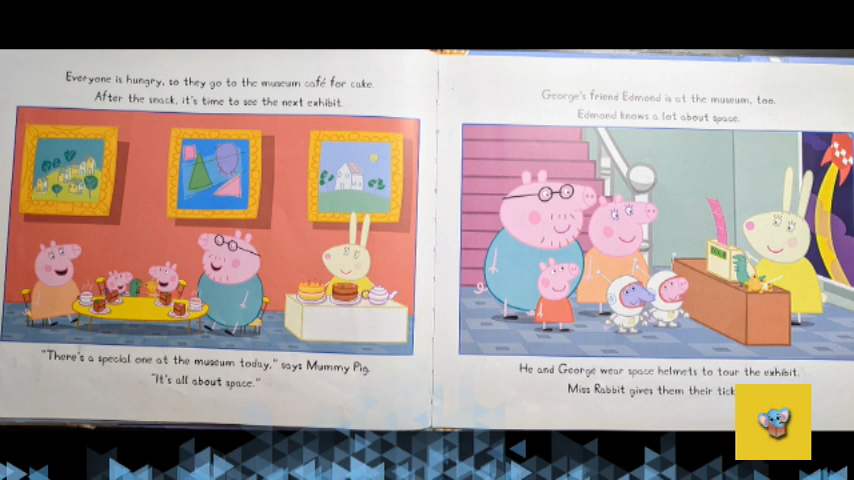 Everyone is hungry, so they go to the museum café for cake.
After the snack, it's time to see the next exhibit.
"There's a special one at the museum today," says Mummy Pig.
"It's all about space."
George's friend Edmond is at the museum, too.
Edmond knows a lot about space.
He and George wear space helmets to tour the exhibit.
Miss Rabbit gives them their